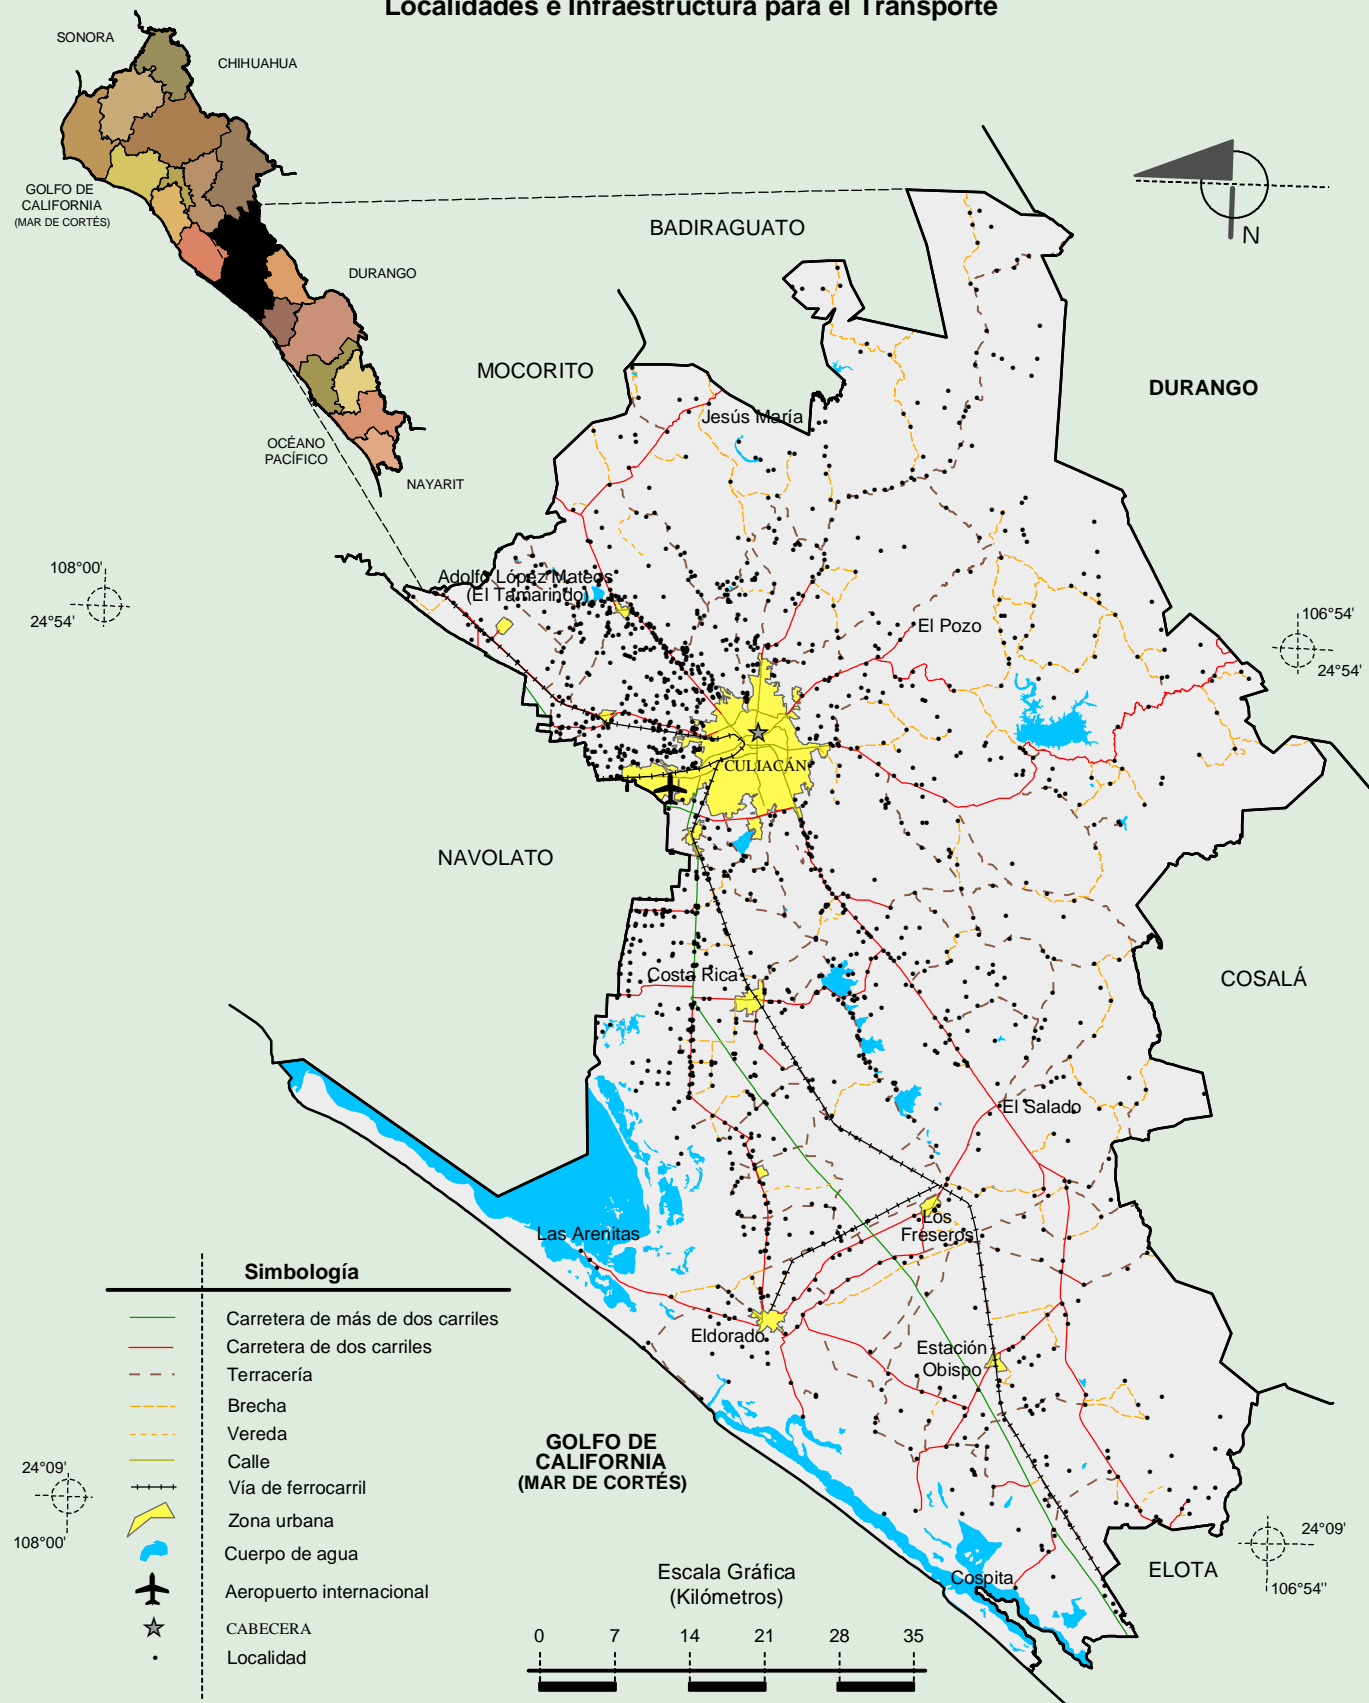 Localidades e Infraestructura para el Transporte
SONORA
CHIHUAHUA
GOLFO DE
CALIFORNIA
(MAR DE CORTÉS)
DURANGO
OCÉANO
PACÍFICO
NAYARIT
N
BADIRAGUATO
MOCORITO
DURANGO
Jesús María
108°00'
24°54'
Adolfo López Mateos
(El Tamarindo)
El Pozo
106°54'
24°54'
CULIACÁN
NAVOLATO
Costa Rica
COSALÁ
El Salado
Las Arenitas
Los
Freseros
Eldorado
Estación
Obispo
Simbología
Carretera de más de dos carriles
Carretera de dos carriles
Terracería
Brecha
Vereda
Calle
Vía de ferrocarril
Zona urbana
Cuerpo de agua
Aeropuerto internacional
CABECERA
Localidad
24°09'
108°00'
GOLFO DE
CALIFORNIA
(MAR DE CORTÉS)
24°09'
106°54"
ELOTA
Cospita
Escala Gráfica
(Kilómetros)
0 7 14 21 28 35